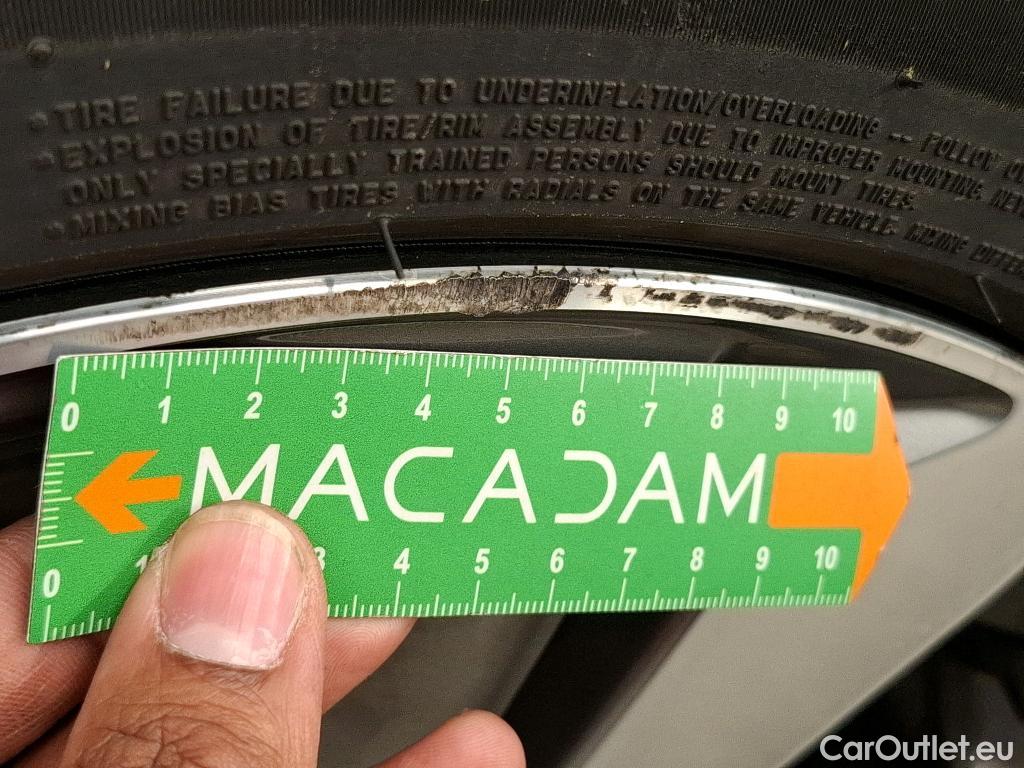 • TIRE FAILURE DUE TO UNDERINFLATION/OVERLOADING -- FOLLOW
• EXPLOSION OF TIRE/RIM ASSEMBLY DUE TO IMPROPER MOUNTING.
ONLY SPECIALLY TRAINED PERSONS SHOULD MOUNT TIRES.
• MIXING BIAS TIRES WITH RADIALS ON THE SAME VEHICLE. MIXING
0 1 2 3 4 5 6 7 8 9 10
MACADAM
0 1 3 4 5 6 7 8 9 10
CarOutlet.eu